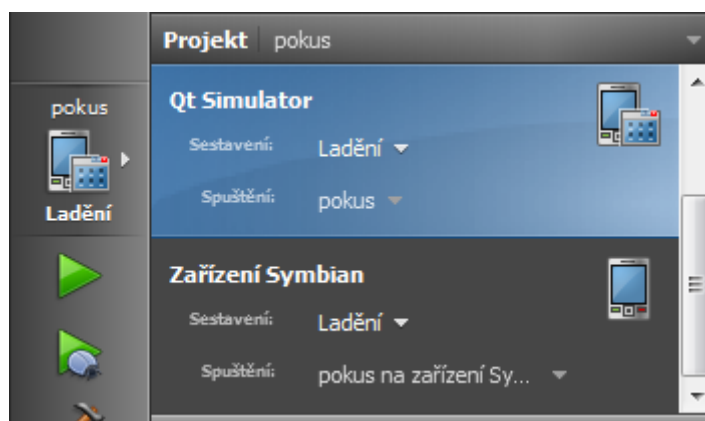 Projekt pokus
pokus
Ladění
Qt Simulator
Sestavení: Ladění
Spuštění: pokus
Zařízení Symbian
Sestavení: Ladění
Spuštění: pokus na zařízení Sy...